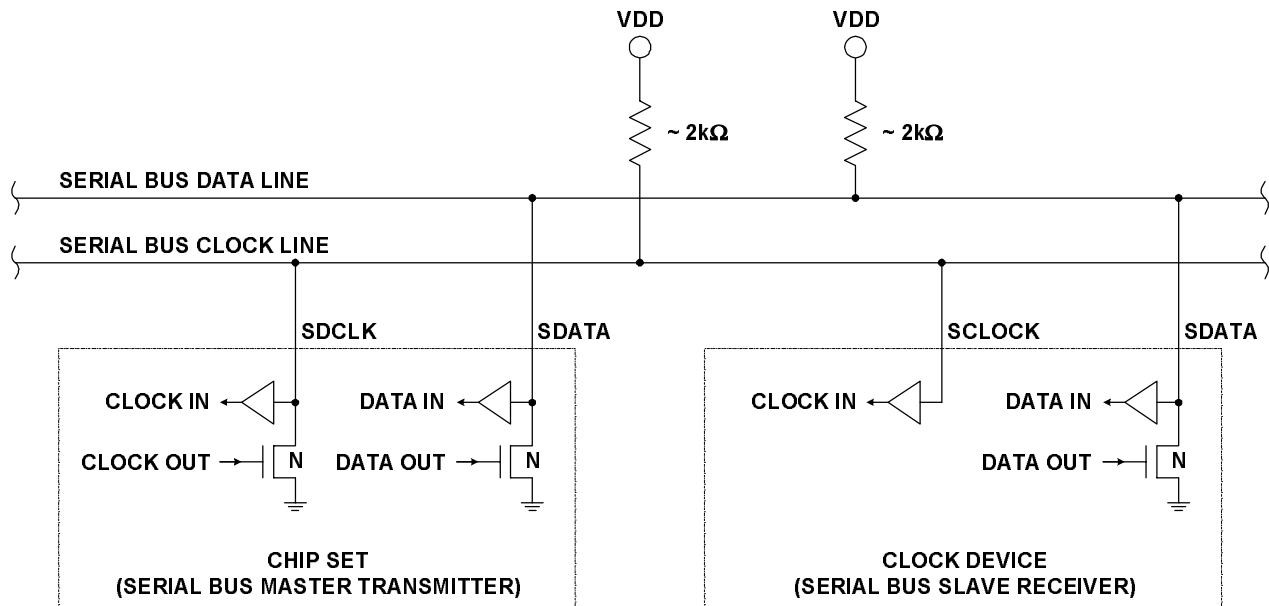 VDD
VDD
~ 2kΩ
~ 2kΩ
SERIAL BUS DATA LINE
SERIAL BUS CLOCK LINE
SDCLK
SDATA
SCLOCK
SDATA
CLOCK IN
DATA IN
CLOCK IN
DATA IN
CLOCK OUT
N
DATA OUT
N
DATA OUT
N
CHIP SET
(SERIAL BUS MASTER TRANSMITTER)
CLOCK DEVICE
(SERIAL BUS SLAVE RECEIVER)